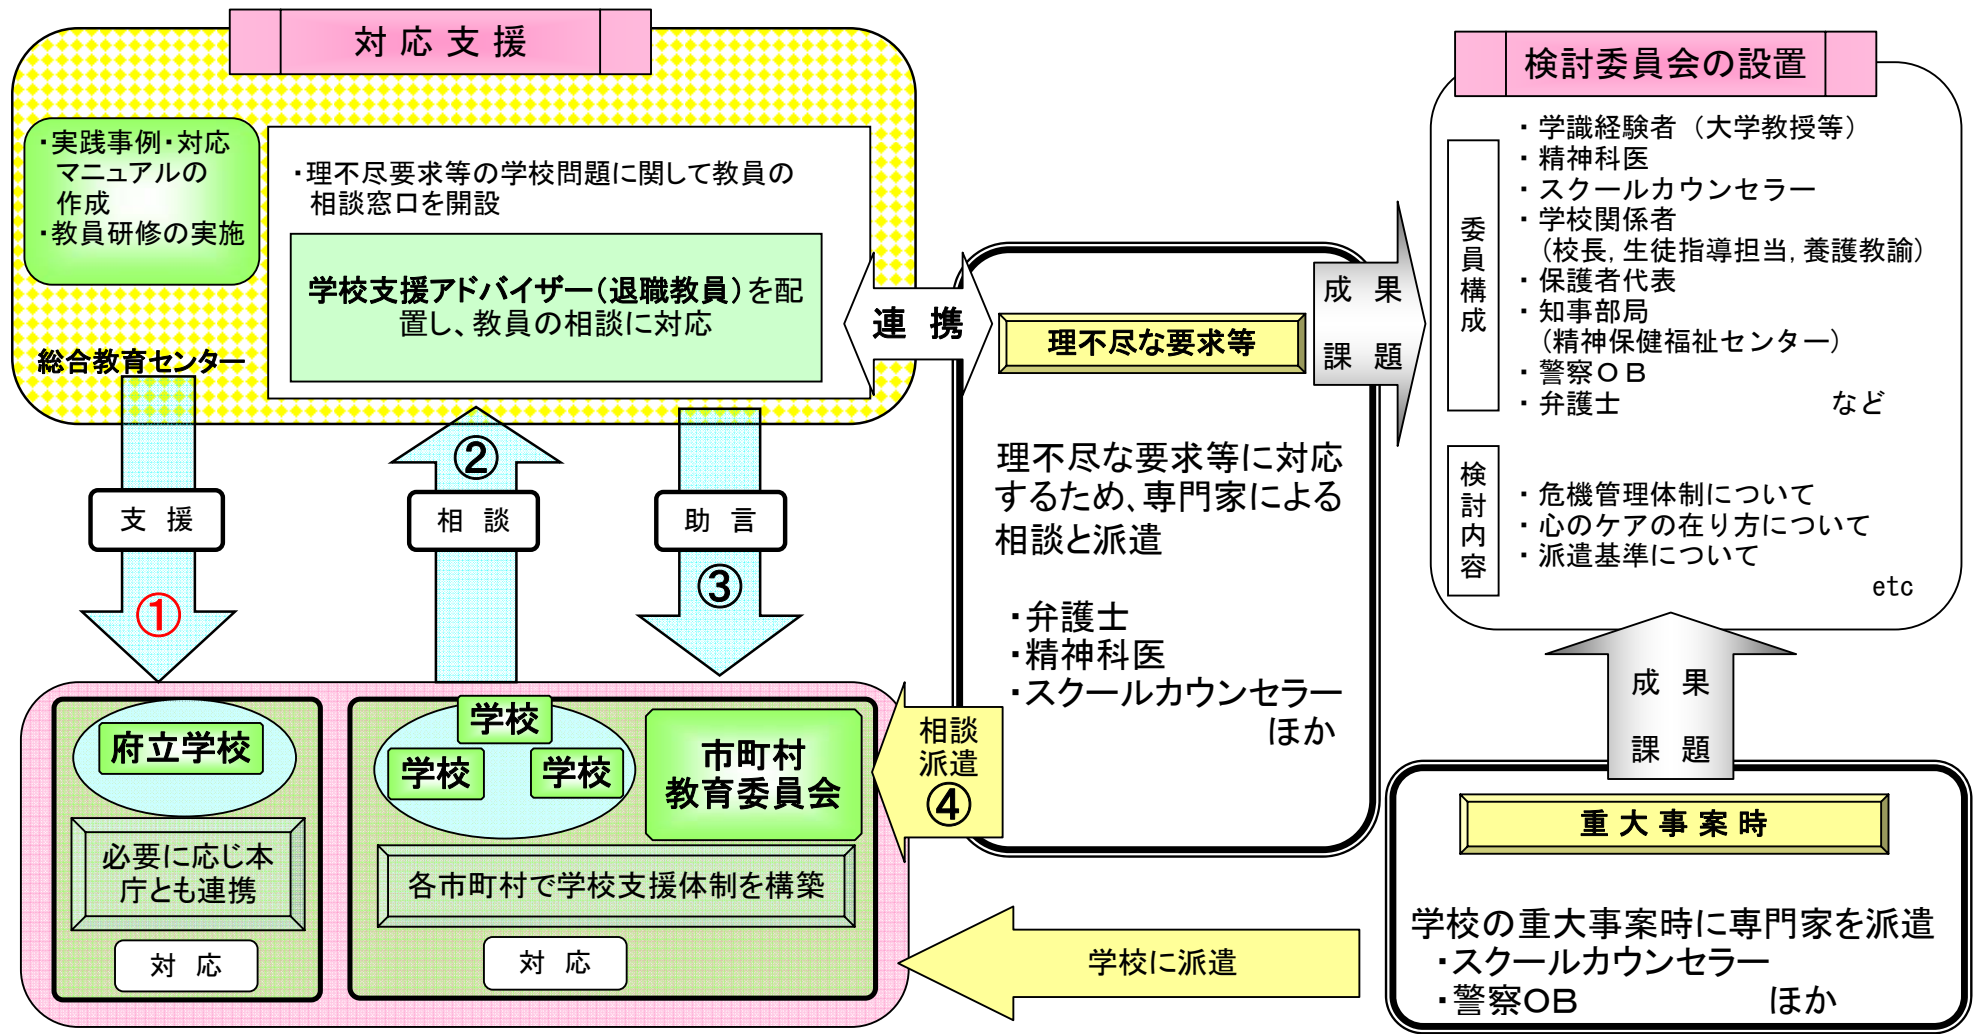 対応支援
・実践事例・対応
マニュアルの
作成
・教員研修の実施
総合教育センター
・理不尽要求等の学校問題に関して教員の
相談窓口を開設
学校支援アドバイザー(退職教員)を配
置し、教員の相談に対応
連 携
支 援
①
②
相 談
助 言
③
府立学校
必要に応じ本
庁とも連携
対 応
学校
学校
学校
市町村
教育委員会
各市町村で学校支援体制を構築
対 応
理不尽な要求等
理不尽な要求等に対応
するため、専門家による
相談と派遣
・弁護士
・精神科医
・スクールカウンセラー
ほか
相談
派遣
④
成 果
課 題
検討委員会の設置
委員構成
・学識経験者(大学教授等)
・精神科医
・スクールカウンセラー
・学校関係者
(校長,生徒指導担当,養護教諭)
・保護者代表
・知事部局
(精神保健福祉センター)
・警察OB
・弁護士 など
検討内容
・危機管理体制について
・心のケアの在り方について
・派遣基準について
etc
成 果
課 題
重大事案時
学校の重大事案時に専門家を派遣
・スクールカウンセラー
・警察OB ほか
学校に派遣